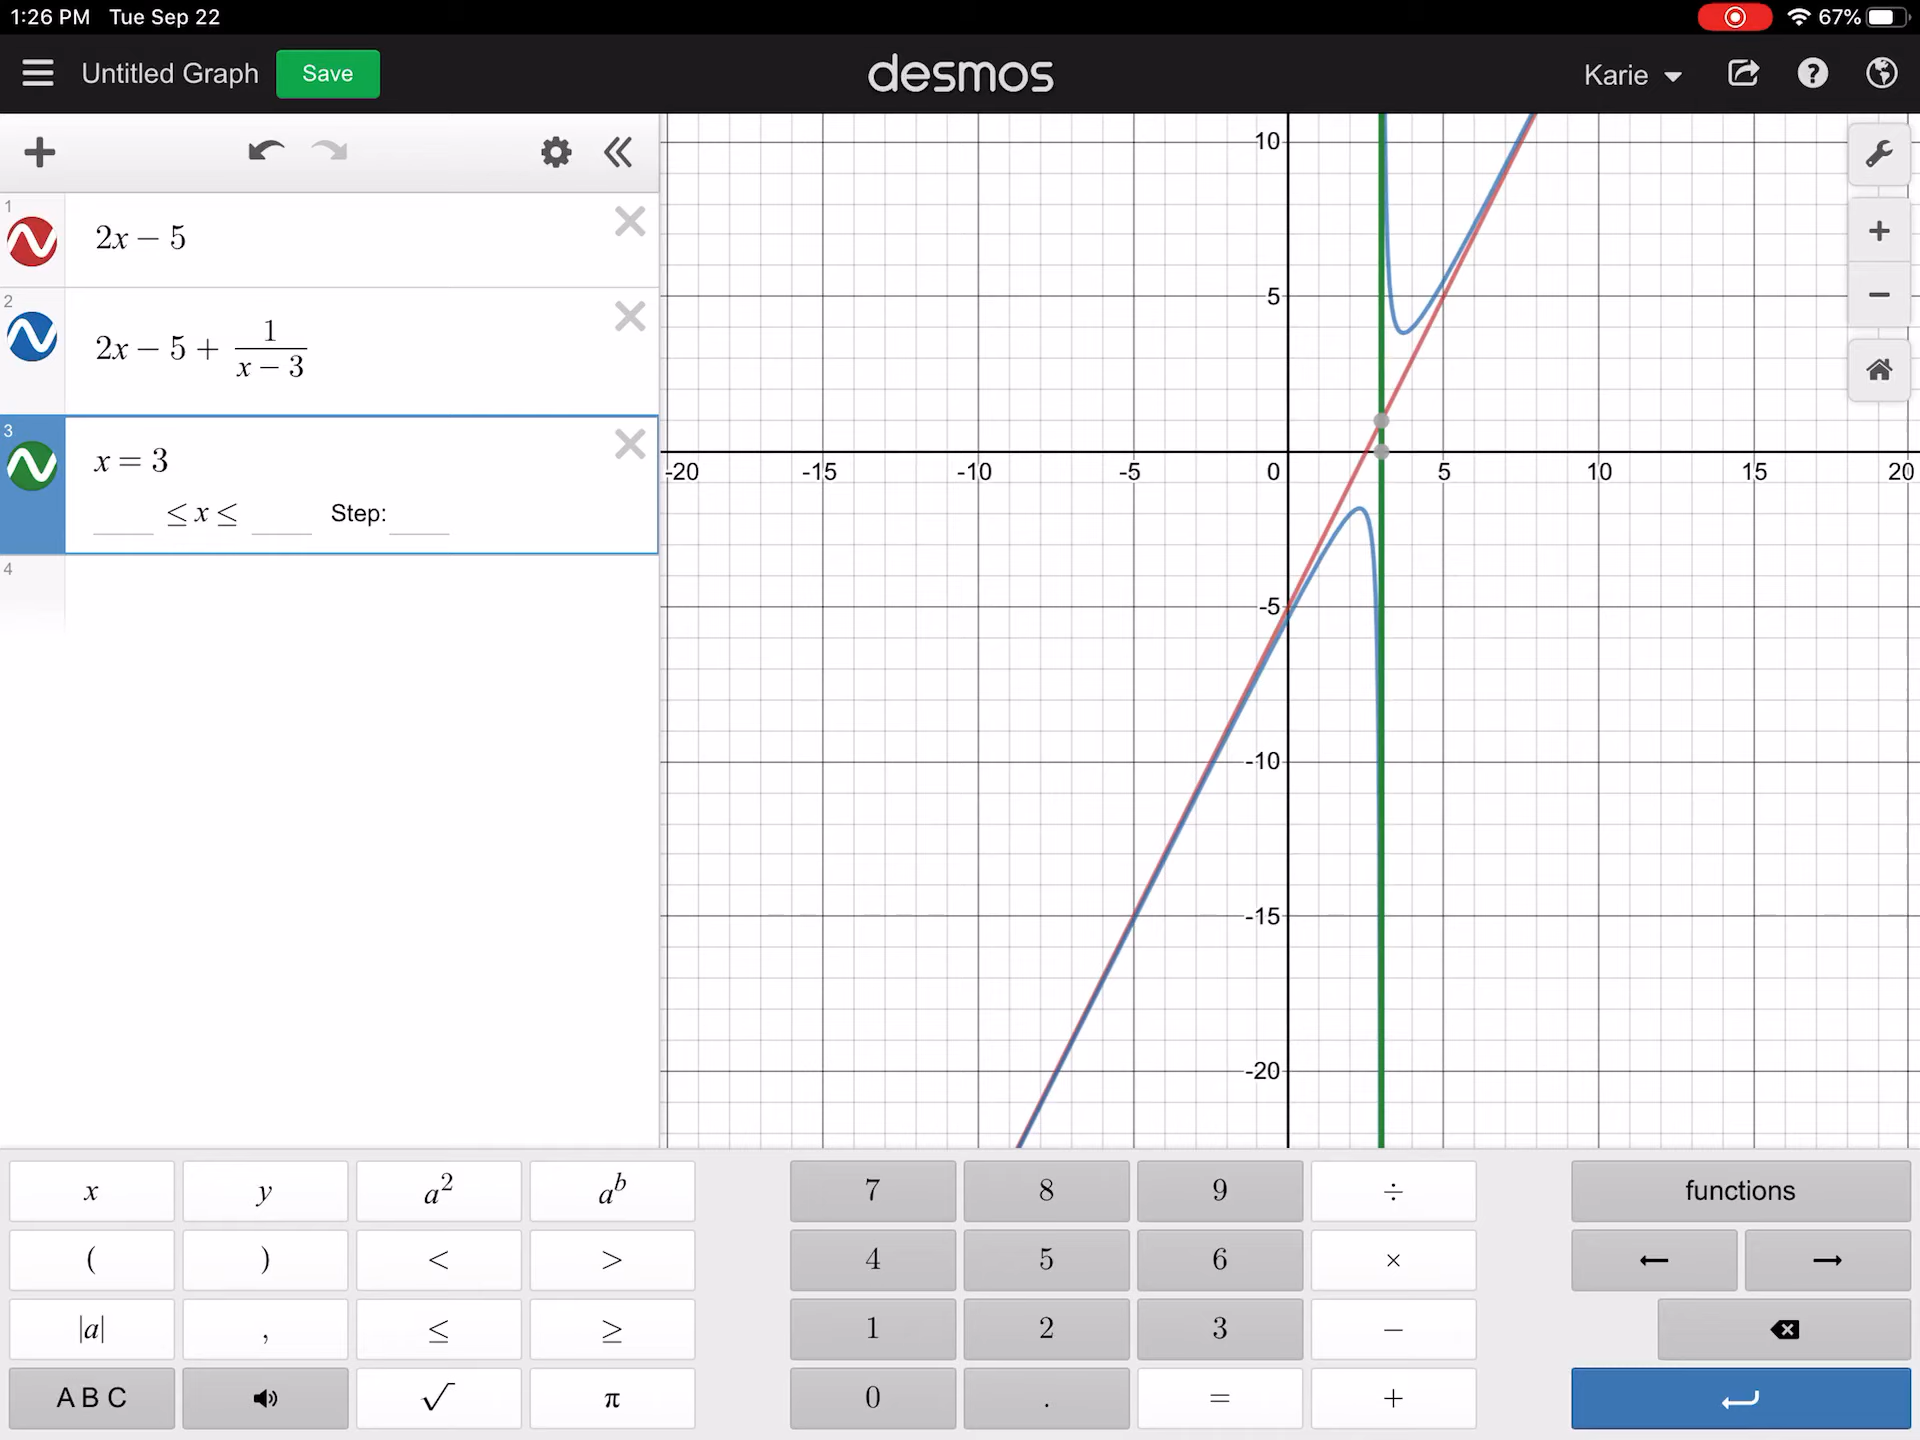 1:26 PM Tue Sep 22 67%
Untitled Graph Save desmos Karie ?
1
2x − 5
2
2x − 5 + 1/(x − 3)
3
x = 3
≤ x ≤ Step:
4
10
5
-20 -15 -10 -5 0 5 10 15 20
-5
-10
-15
-20
x y a² aᵇ 7 8 9 ÷ functions
( ) < > 4 5 6 × ← →
|a| , ≤ ≥ 1 2 3 −
A B C √ π 0 . = +